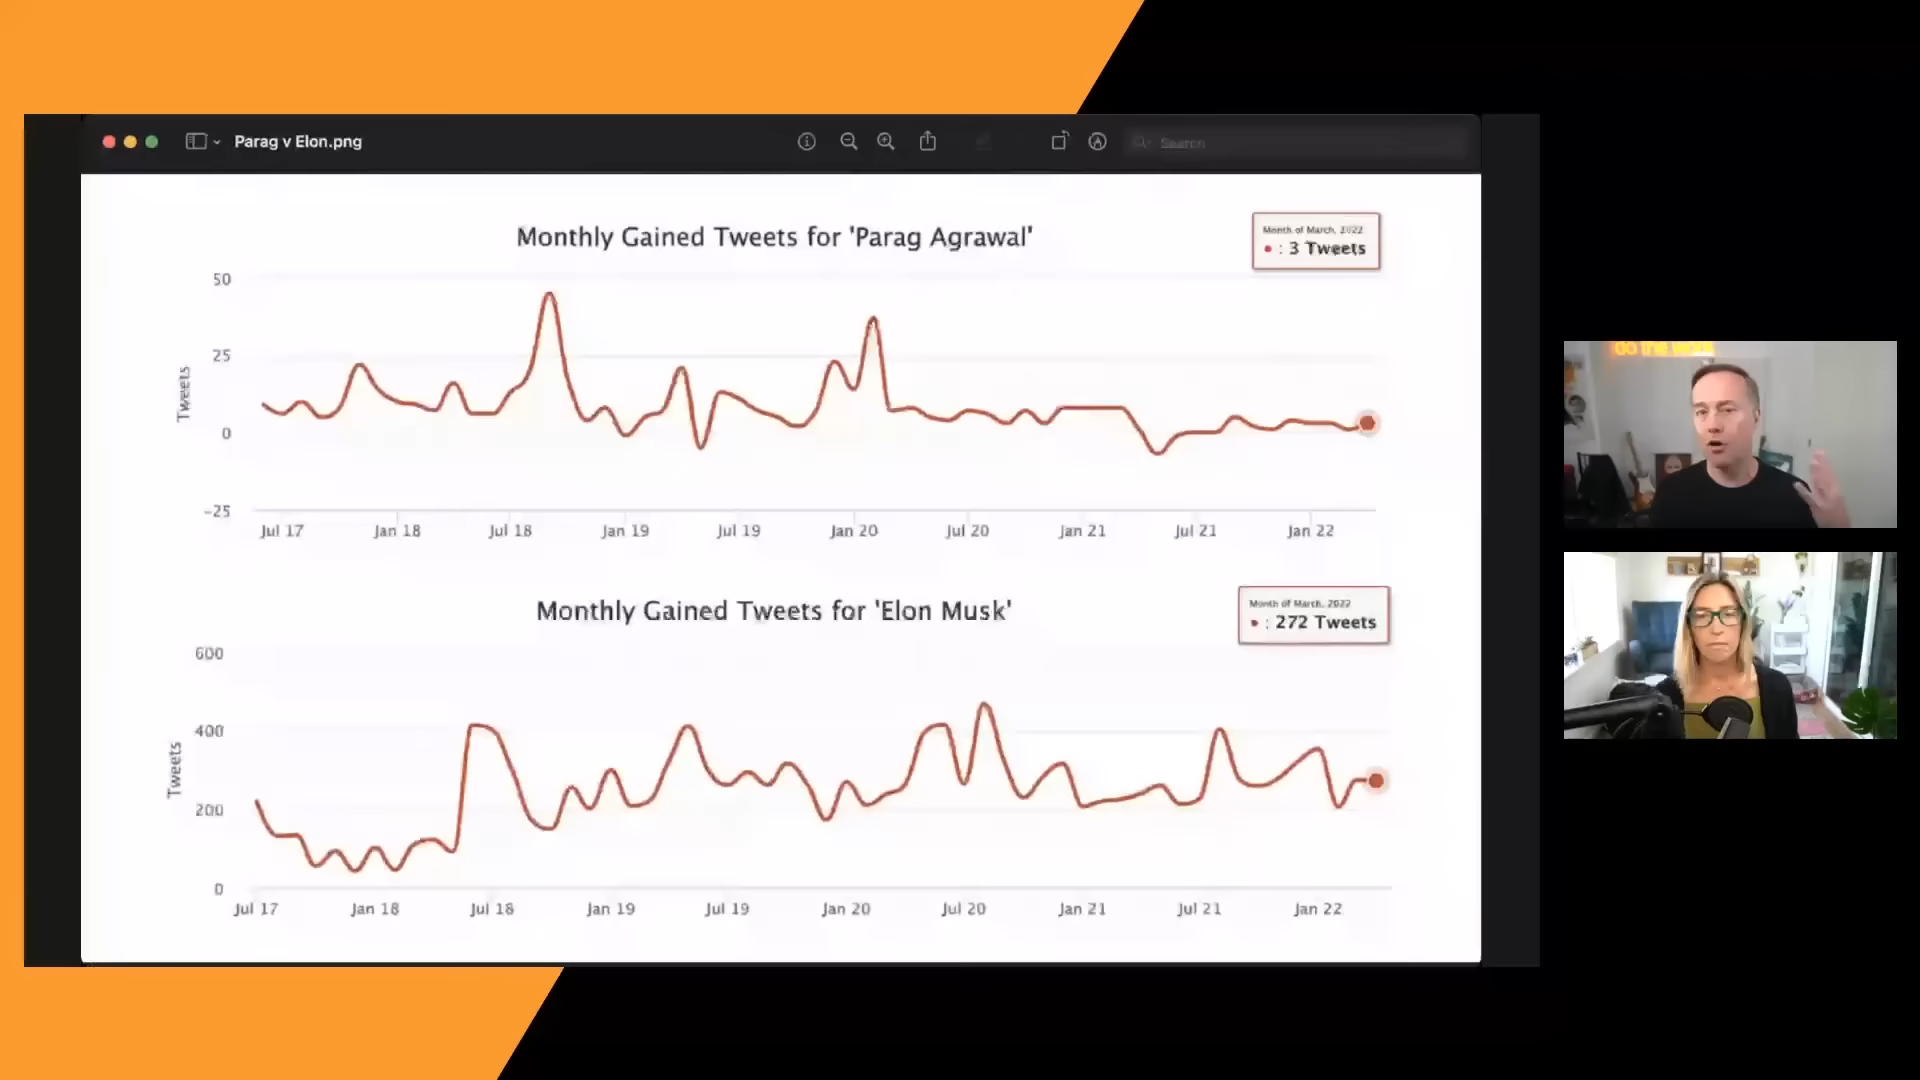 Parag v Elon.png
Search
Monthly Gained Tweets for 'Parag Agrawal'
Month of March, 2022
: 3 Tweets
50
25
0
-25
Tweets
Jul 17 Jan 18 Jul 18 Jan 19 Jul 19 Jan 20 Jul 20 Jan 21 Jul 21 Jan 22
Monthly Gained Tweets for 'Elon Musk'
Month of March, 2022
: 272 Tweets
600
400
200
0
Tweets
Jul 17 Jan 18 Jul 18 Jan 19 Jul 19 Jan 20 Jul 20 Jan 21 Jul 21 Jan 22
do the work